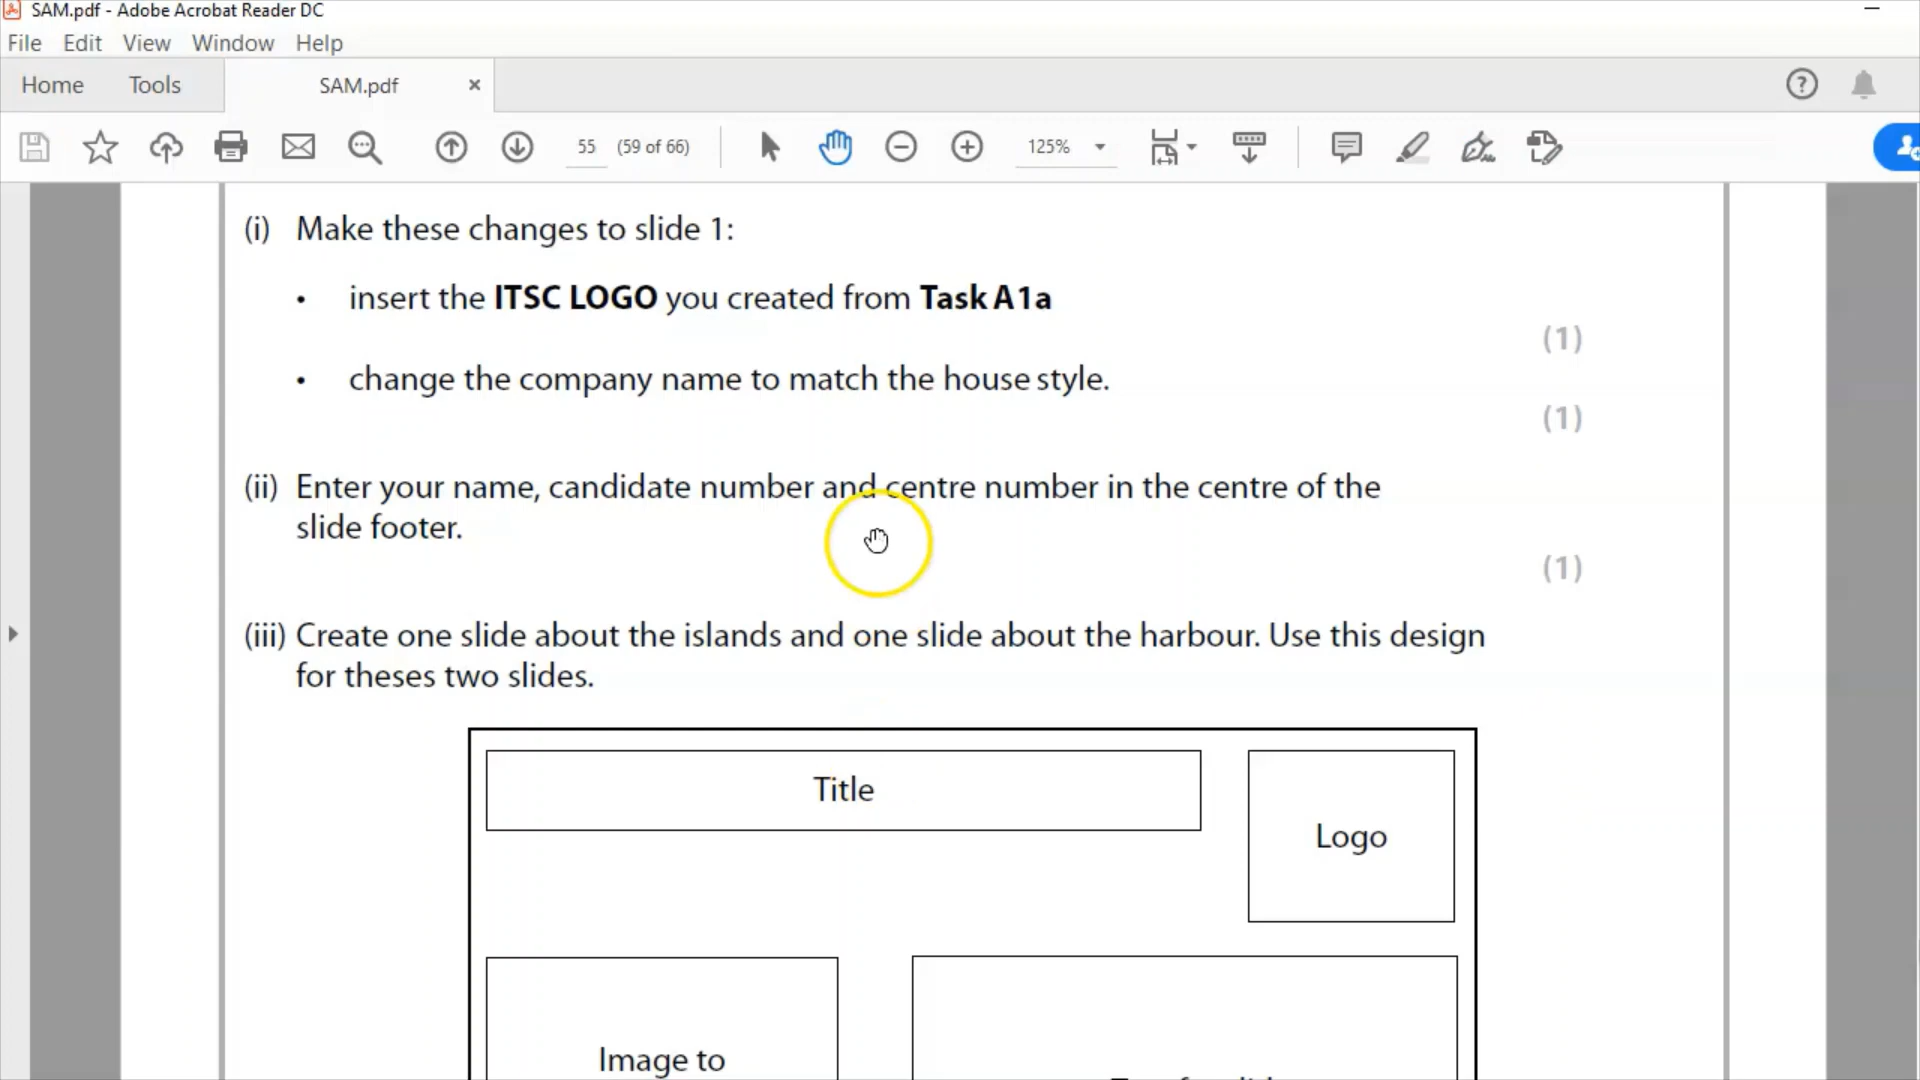 SAM.pdf - Adobe Acrobat Reader DC
File Edit View Window Help
Home Tools SAM.pdf
55 (59 of 66) 125%
(i) Make these changes to slide 1:
• insert the ITSC LOGO you created from Task A1a
(1)
• change the company name to match the house style.
(1)
(ii) Enter your name, candidate number and centre number in the centre of the
slide footer.
(1)
(iii) Create one slide about the islands and one slide about the harbour. Use this design
for theses two slides.
Title
Logo
Image to